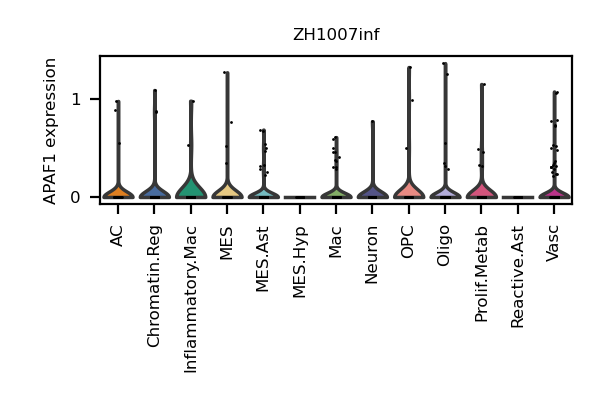 ZH1007inf
APAF1 expression
1
0
AC
Chromatin.Reg
Inflammatory.Mac
MES
MES.Ast
MES.Hyp
Mac
Neuron
OPC
Oligo
Prolif.Metab
Reactive.Ast
Vasc